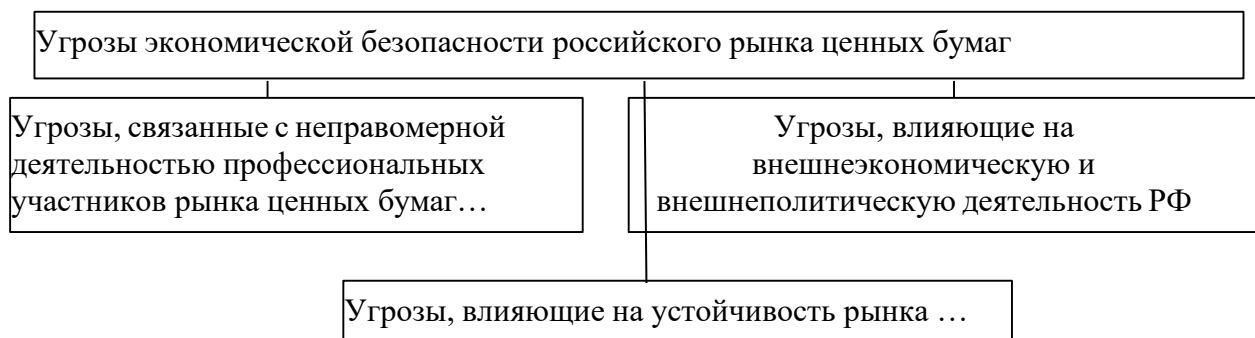 Угрозы экономической безопасности российского рынка ценных бумаг
Угрозы, связанные с неправомерной
деятельностью профессиональных
участников рынка ценных бумаг…
Угрозы, влияющие на
внешнеэкономическую и
внешнеполитическую деятельность РФ
Угрозы, влияющие на устойчивость рынка …